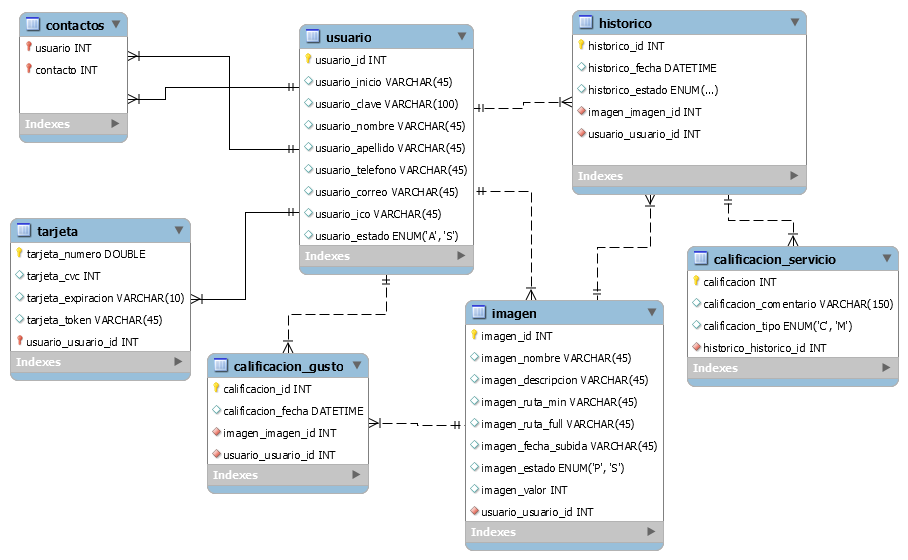 contactos
usuario INT
contacto INT
Indexes
usuario
usuario_id INT
usuario_inicio VARCHAR(45)
usuario_clave VARCHAR(100)
usuario_nombre VARCHAR(45)
usuario_apellido VARCHAR(45)
usuario_telefono VARCHAR(45)
usuario_correo VARCHAR(45)
usuario_ico VARCHAR(45)
usuario_estado ENUM('A', 'S')
Indexes
historico
historico_id INT
historico_fecha DATETIME
historico_estado ENUM(...)
imagen_imagen_id INT
usuario_usuario_id INT
Indexes
tarjeta
tarjeta_numero DOUBLE
tarjeta_cvc INT
tarjeta_expiracion VARCHAR(10)
tarjeta_token VARCHAR(45)
usuario_usuario_id INT
Indexes
calificacion_servicio
calificacion INT
calificacion_comentario VARCHAR(150)
calificacion_tipo ENUM('C', 'M')
historico_historico_id INT
Indexes
calificacion_gusto
calificacion_id INT
calificacion_fecha DATETIME
imagen_imagen_id INT
usuario_usuario_id INT
Indexes
imagen
imagen_id INT
imagen_nombre VARCHAR(45)
imagen_descripcion VARCHAR(45)
imagen_ruta_min VARCHAR(45)
imagen_ruta_full VARCHAR(45)
imagen_fecha_subida VARCHAR(45)
imagen_estado ENUM('P', 'S')
imagen_valor INT
usuario_usuario_id INT
Indexes